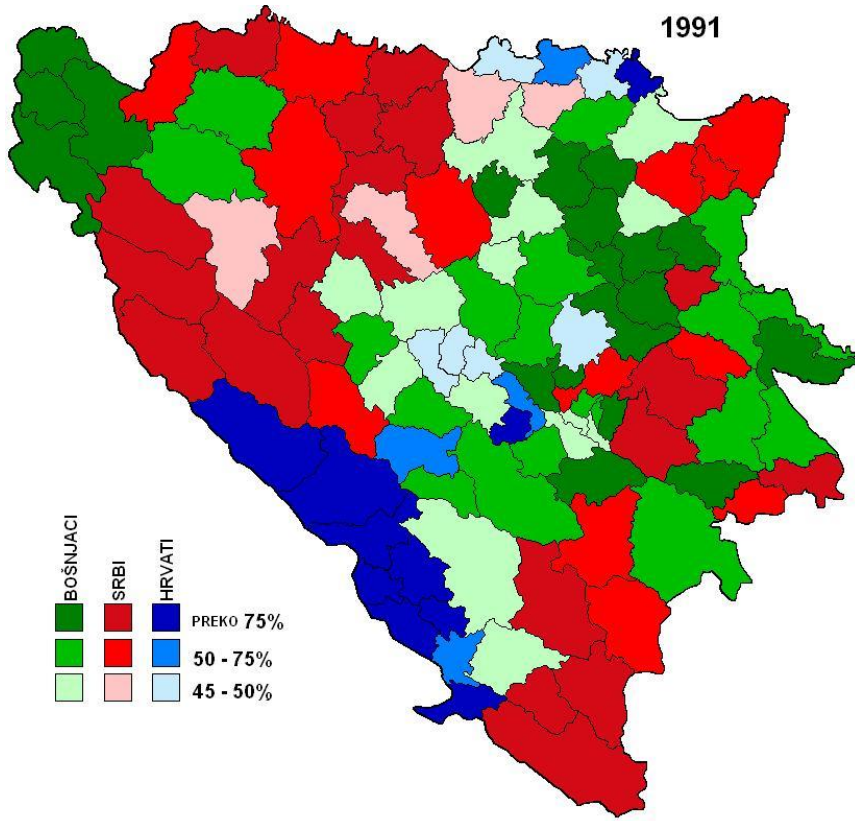 1991
BOŠNJACI
SRBI
HRVATI
PREKO 75%
50 - 75%
45 - 50%